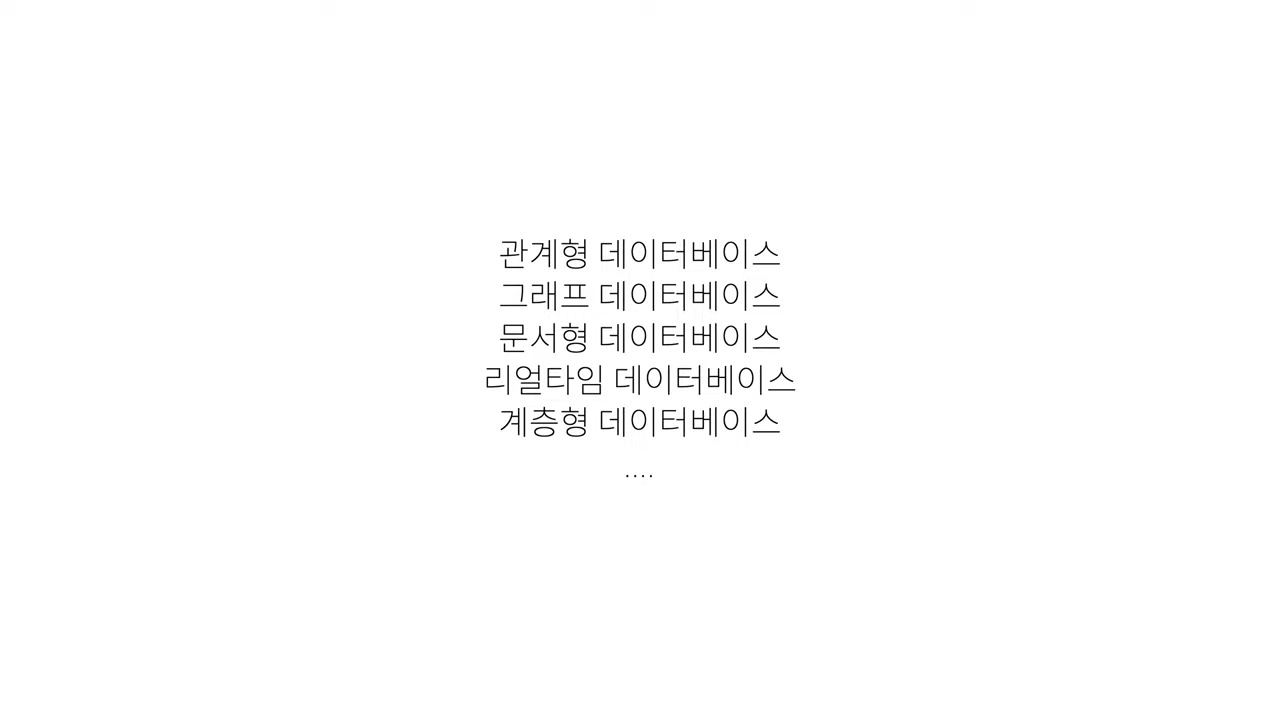 관계형 데이터베이스
그래프 데이터베이스
문서형 데이터베이스
리얼타임 데이터베이스
계층형 데이터베이스
....